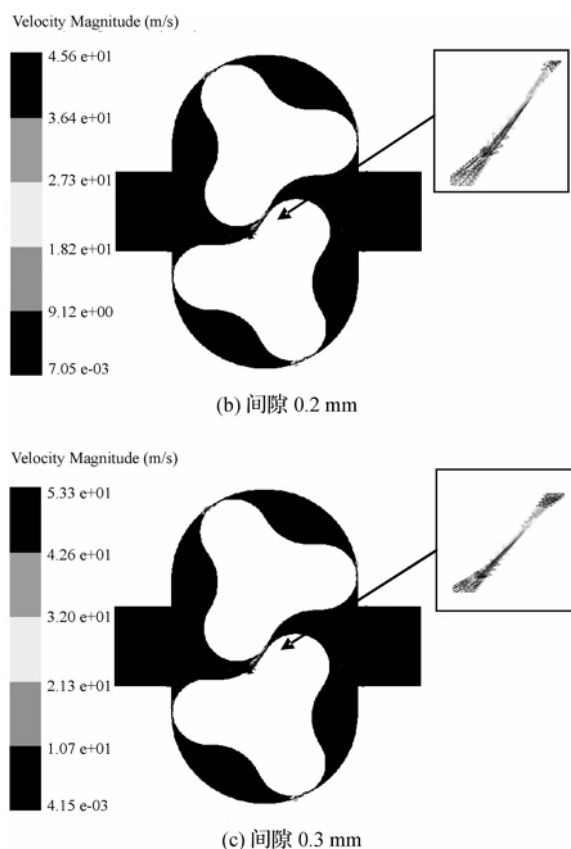 Velocity Magnitude (m/s)
4.56 e+01
3.64 e+01
2.73 e+01
1.82 e+01
9.12 e+00
7.05 e-03
(b) 间隙 0.2 mm
Velocity Magnitude (m/s)
5.33 e+01
4.26 e+01
3.20 e+01
2.13 e+01
1.07 e+01
4.15 e-03
(c) 间隙 0.3 mm